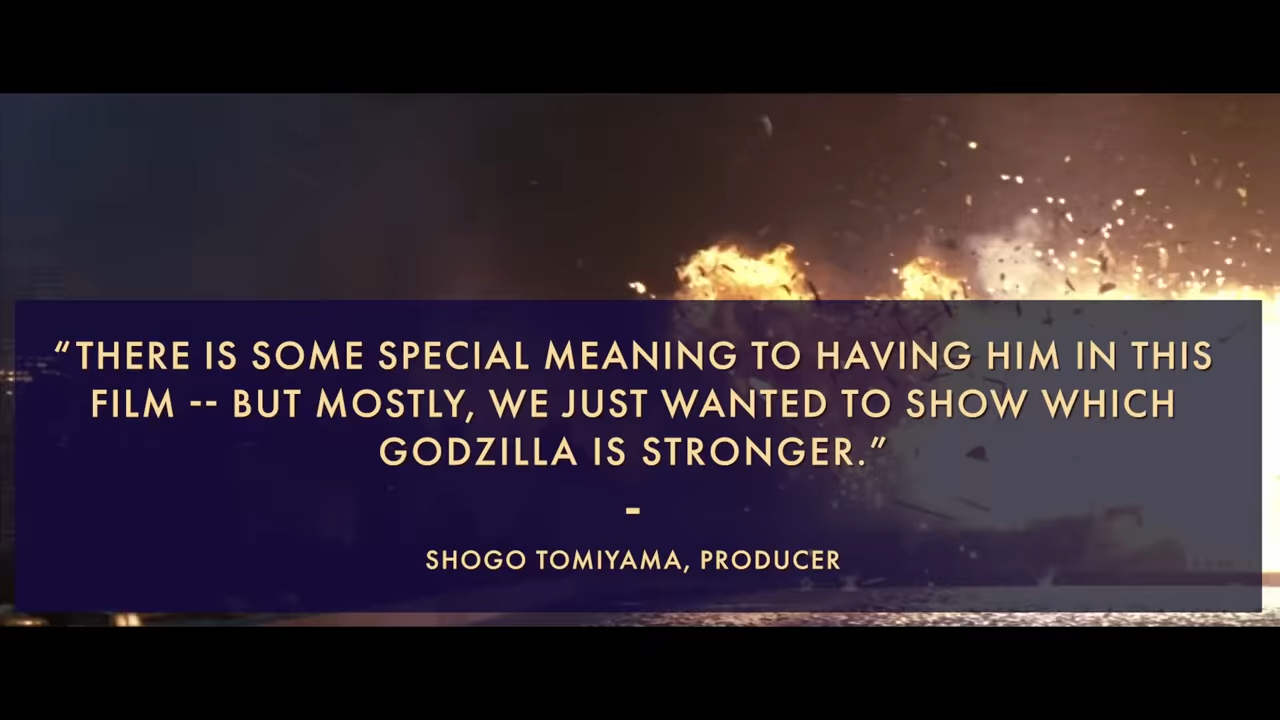 “THERE IS SOME SPECIAL MEANING TO HAVING HIM IN THIS
FILM -- BUT MOSTLY, WE JUST WANTED TO SHOW WHICH
GODZILLA IS STRONGER.”
-
SHOGO TOMIYAMA, PRODUCER